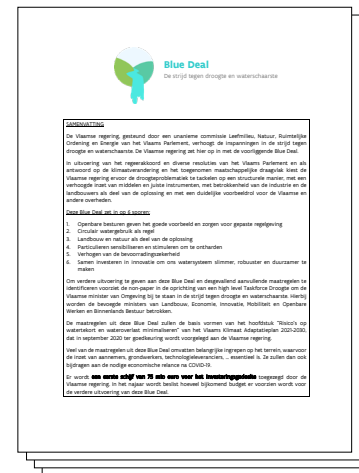 Blue Deal
De strijd tegen droogte en waterschaarste
SAMENVATTING
De Vlaamse regering, gesteund door een unanieme commissie Leefmilieu, Natuur, Ruimtelijke
Ordening en Energie van het Vlaams Parlement, verhoogt de inspanningen in de strijd tegen
droogte en waterschaarste. De Vlaamse regering zet hier op in met de voorliggende Blue Deal.
In uitvoering van het regeerakkoord en diverse resoluties van het Vlaams Parlement en als
antwoord op de klimaatverandering en het toegenomen maatschappelijke draagvlak kiest de
Vlaamse regering ervoor de droogteproblematiek te tackelen op een structurele manier, met een
verhoogde inzet van middelen en juiste instrumenten, met betrokkenheid van de industrie en de
landbouwers als deel van de oplossing en met een duidelijke voorbeeldrol voor de Vlaamse en
andere overheden.
Deze Blue Deal zet in op 6 sporen:
1. Openbare besturen geven het goede voorbeeld en zorgen voor gepaste regelgeving
2. Circulair watergebruik als regel
3. Landbouw en natuur als deel van de oplossing
4. Particulieren sensibiliseren en stimuleren om te ontharden
5. Verhogen de bevoorradingszekerheid
6. Samen investeren in innovatie om ons watersysteem slimmer, robuuster en duurzamer te
maken
Om verdere uitvoering te geven aan deze Blue Deal en desgevallend aanvullende maatregelen te
identificeren voorziet de non-paper in de oprichting van een high level Taskforce Droogte om de
Vlaamse minister van Omgeving bij te staan in de strijd tegen droogte en waterschaarste. Hierbij
worden de bevoegde ministers van Landbouw, Economie, Innovatie, Mobiliteit en Openbare
Werken en Binnenlands Bestuur betrokken.
De maatregelen uit deze Blue Deal zullen de basis vormen van het hoofdstuk "Risico's op
watertekort en wateroverlast minimaliseren" van het Vlaams Klimaat Adaptatieplan 2021-2030,
dat in september 2020 ter goedkeuring wordt voorgelegd aan de Vlaamse regering.
Veel van de maatregelen uit deze Blue Deal omvatten belangrijke ingrepen op het terrein, waarvoor
de inzet van aannemers, grondwerkers, technologieleveranciers, ... essentieel is. Ze zullen dan ook
bijdragen aan de nodige economische relance na COVID-19.
Er wordt een eerste schijf van 75 mln euro voor het investeringsgedeelte toegezegd door de
Vlaamse regering. In het najaar wordt beslist hoeveel bijkomend budget er voorzien wordt voor
de verdere uitvoering van deze Blue Deal.